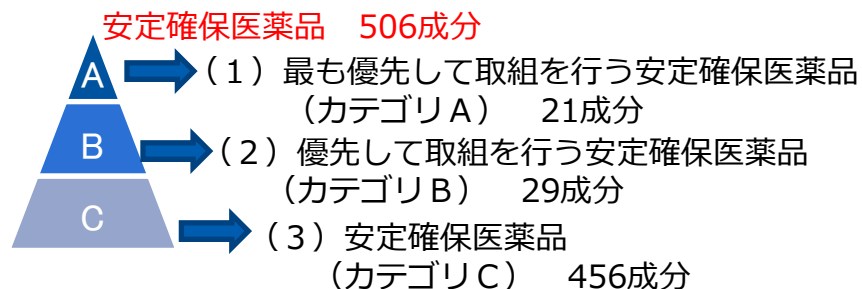 安定確保医薬品　506成分
A
（１）最も優先して取組を行う安定確保医薬品
（カテゴリＡ）　21成分
B
（２）優先して取組を行う安定確保医薬品
（カテゴリＢ）　29成分
C
（３）安定確保医薬品
（カテゴリＣ）　456成分